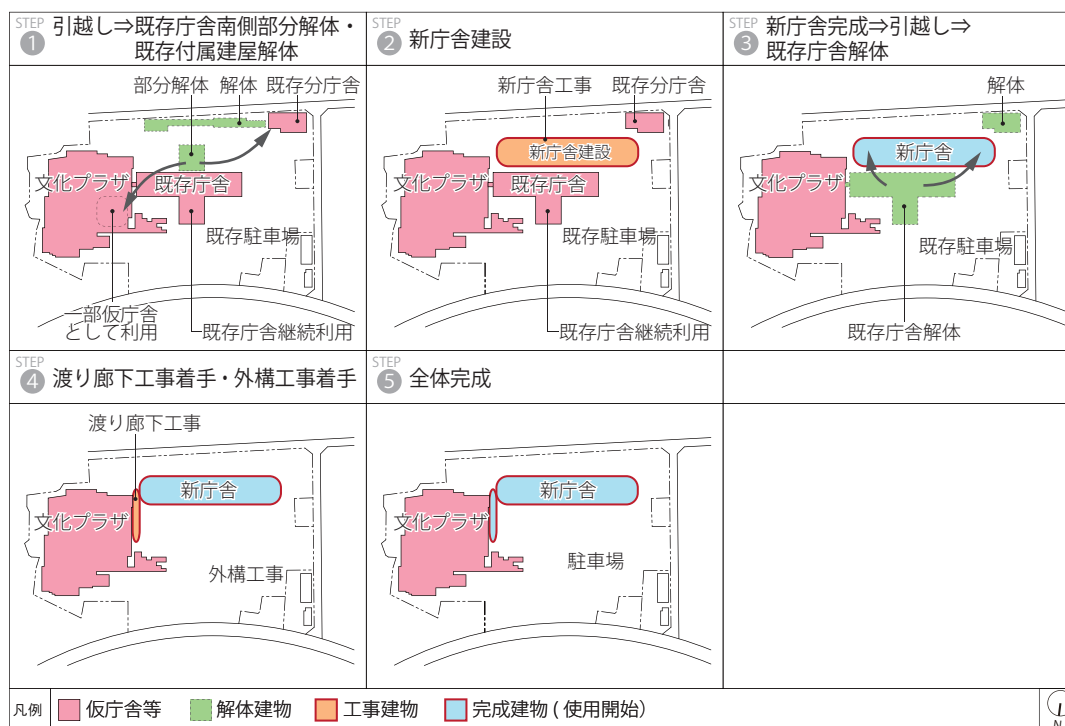 STEP
1 引越し⇒既存庁舎南側部分解体・
既存付属建屋解体
部分解体 解体 既存分庁舎
文化プラザ 既存庁舎
既存駐車場
一部仮庁舎
として利用 既存庁舎継続利用
STEP
2 新庁舎建設
新庁舎工事 既存分庁舎
新庁舎建設
文化プラザ 既存庁舎
既存駐車場
既存庁舎継続利用
STEP
3 新庁舎完成⇒引越し⇒
既存庁舎解体
解体
新庁舎
文化プラザ
既存駐車場
既存庁舎解体
STEP
4 渡り廊下工事着手・外構工事着手
渡り廊下工事
新庁舎
文化プラザ
外構工事
STEP
5 全体完成
新庁舎
文化プラザ
駐車場
凡例 仮庁舎等 解体建物 工事建物 完成建物 ( 使用開始)
N